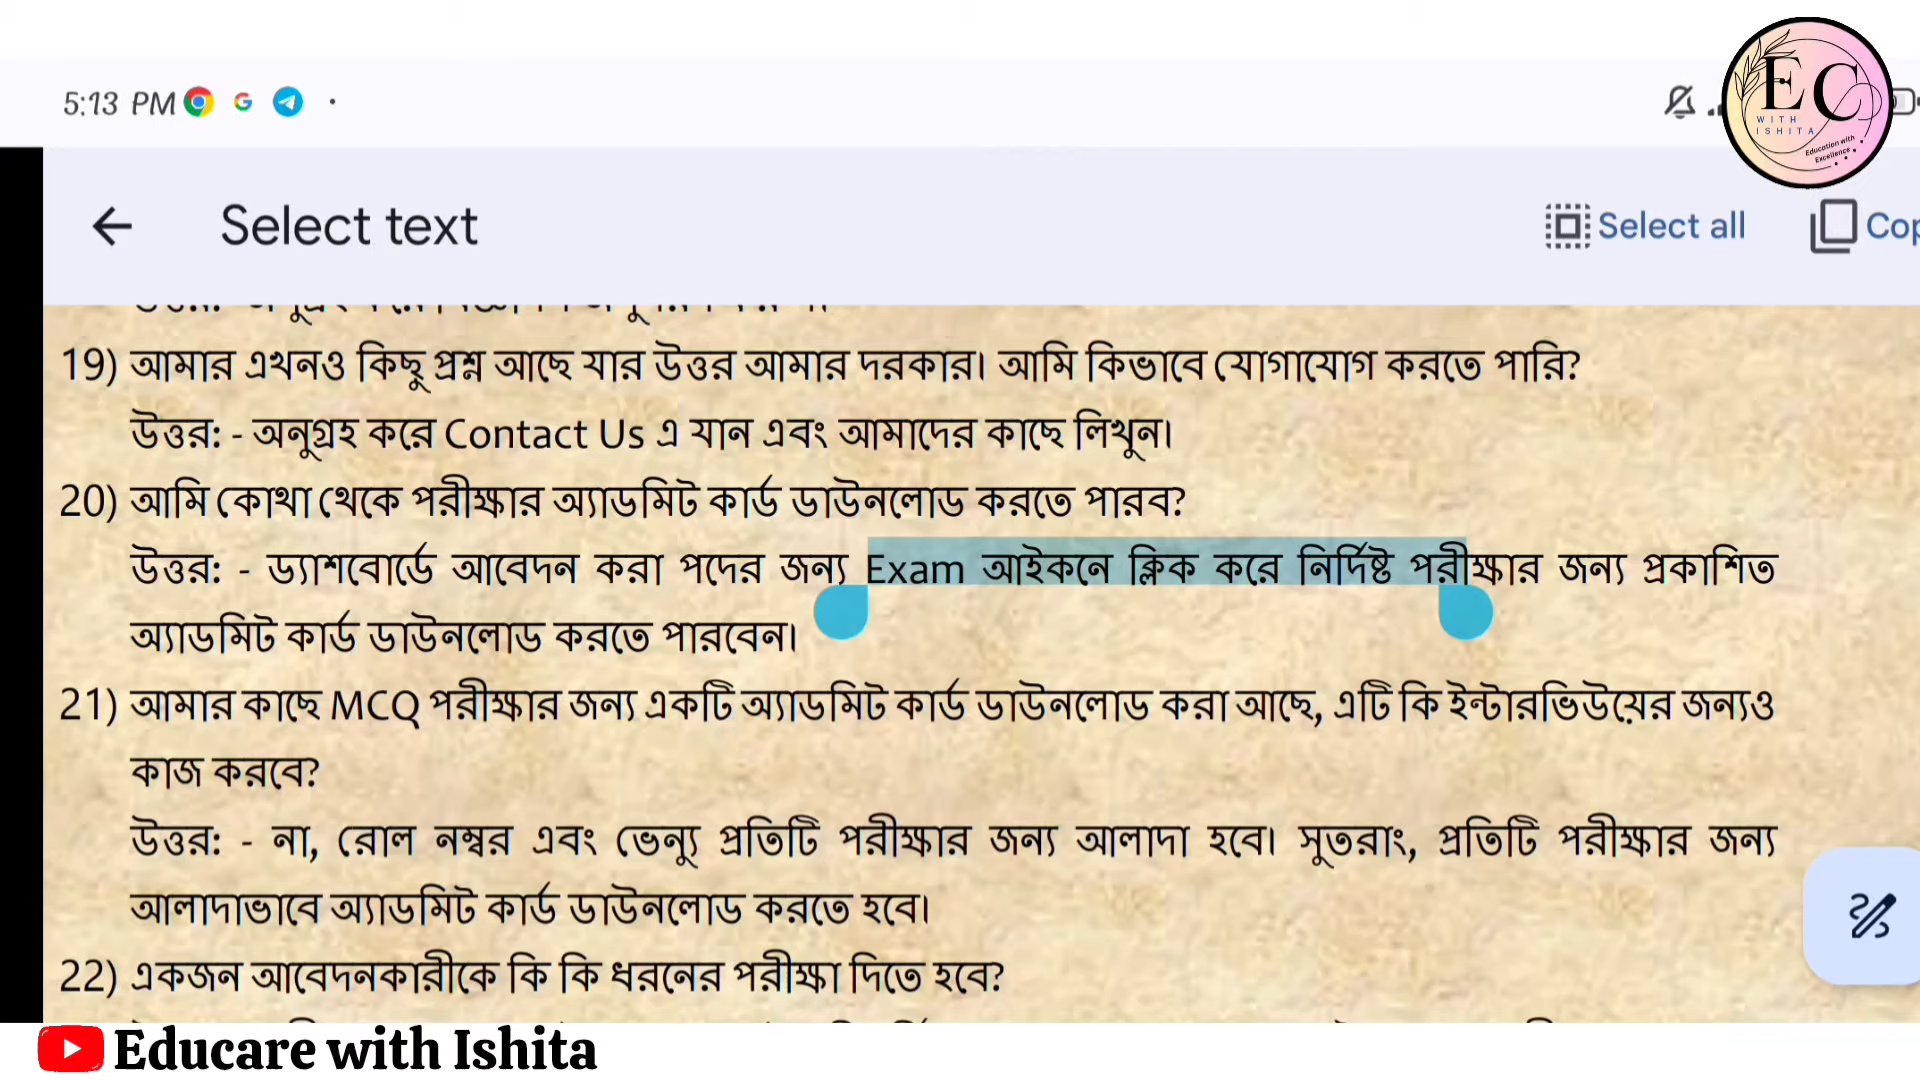 5:13 PM
EC
WITH
ISHITA
Education with
Excellence
Select text
Select all
Cop
19) আমার এখনও কিছু প্রশ্ন আছে যার উত্তর আমার দরকার। আমি কিভাবে যোগাযোগ করতে পারি?
উত্তর: - অনুগ্রহ করে Contact Us এ যান এবং আমাদের কাছে লিখুন।
20) আমি কোথা থেকে পরীক্ষার অ্যাডমিট কার্ড ডাউনলোড করতে পারব?
উত্তর: - ড্যাশবোর্ডে আবেদন করা পদের জন্য Exam আইকনে ক্লিক করে নির্দিষ্ট পরীক্ষার জন্য প্রকাশিত
অ্যাডমিট কার্ড ডাউনলোড করতে পারবেন।
21) আমার কাছে MCQ পরীক্ষার জন্য একটি অ্যাডমিট কার্ড ডাউনলোড করা আছে, এটি কি ইন্টারভিউয়ের জন্যও
কাজ করবে?
উত্তর: - না, রোল নম্বর এবং ভেন্যু প্রতিটি পরীক্ষার জন্য আলাদা হবে। সুতরাং, প্রতিটি পরীক্ষার জন্য
আলাদাভাবে অ্যাডমিট কার্ড ডাউনলোড করতে হবে।
22) একজন আবেদনকারীকে কি কি ধরনের পরীক্ষা দিতে হবে?
Educare with Ishita